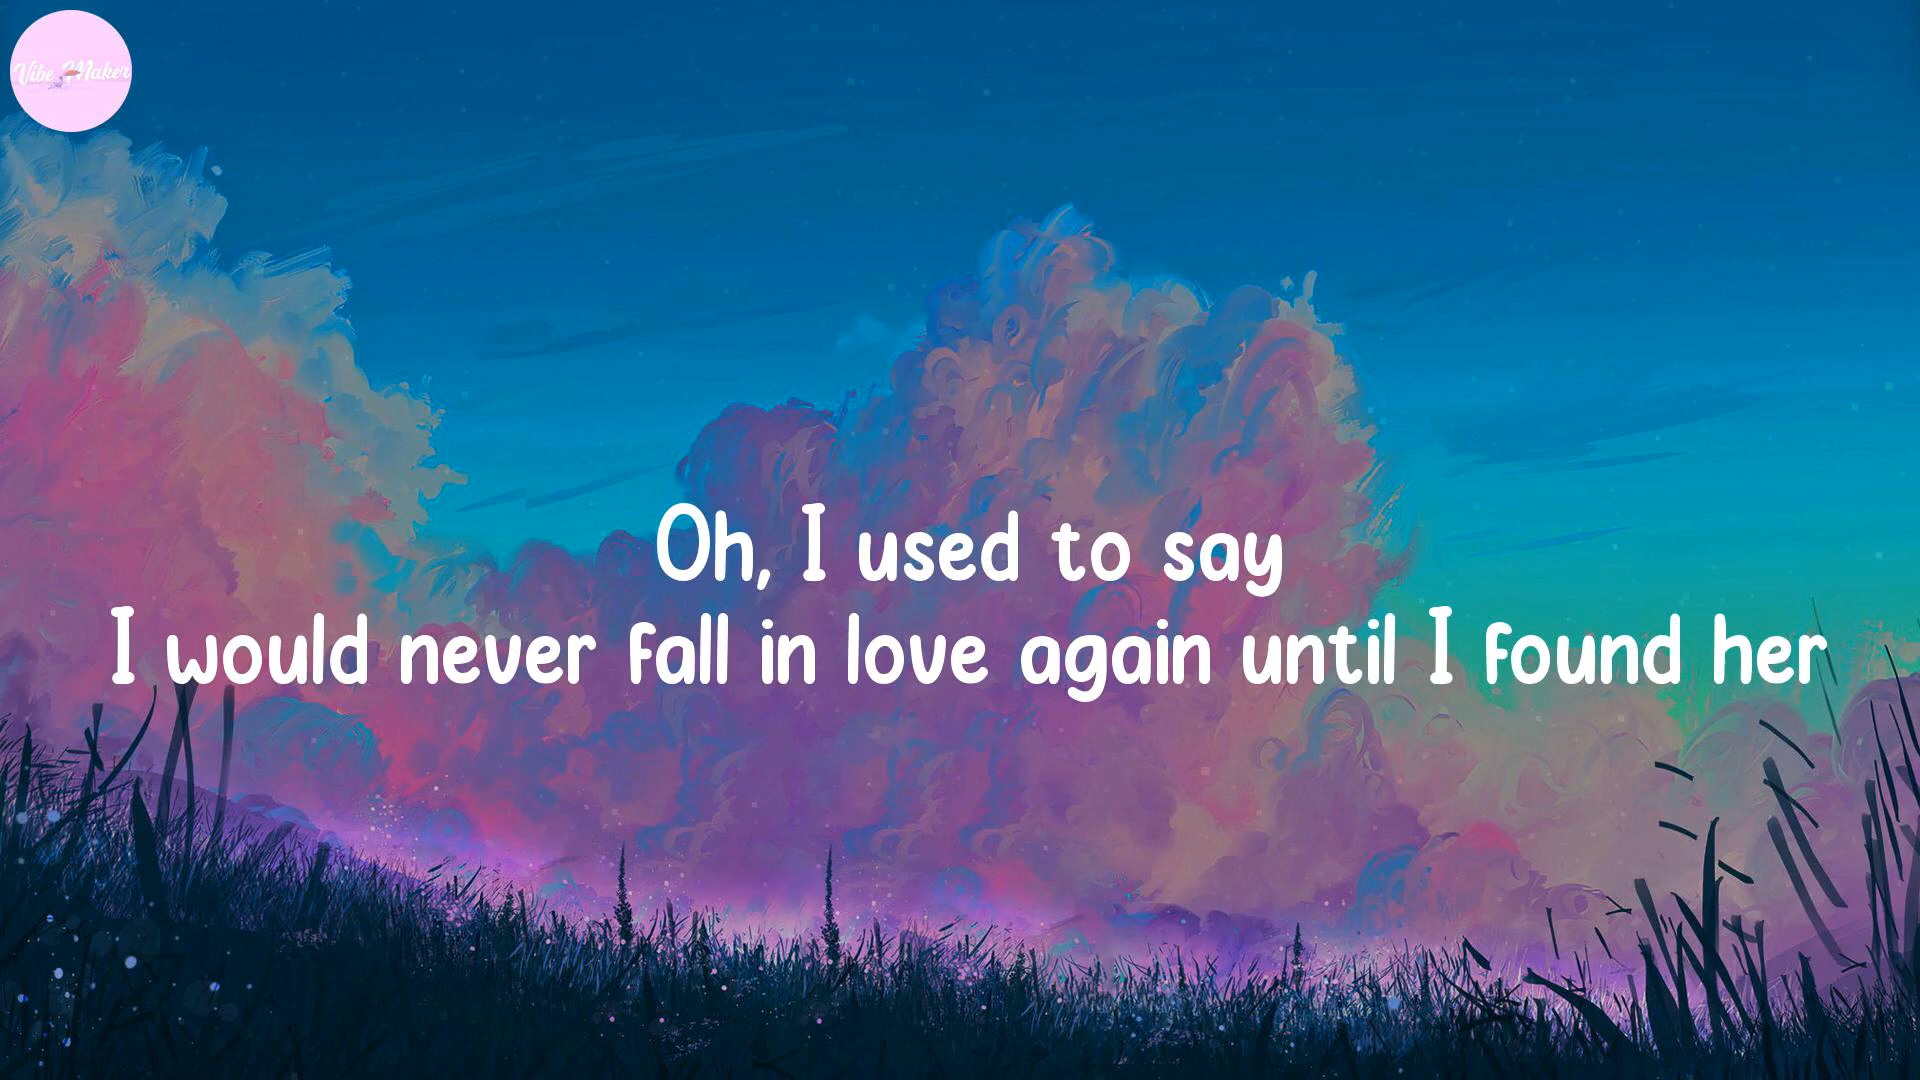 Vibe Maker
Oh, I used to say
I would never fall in love again until I found her